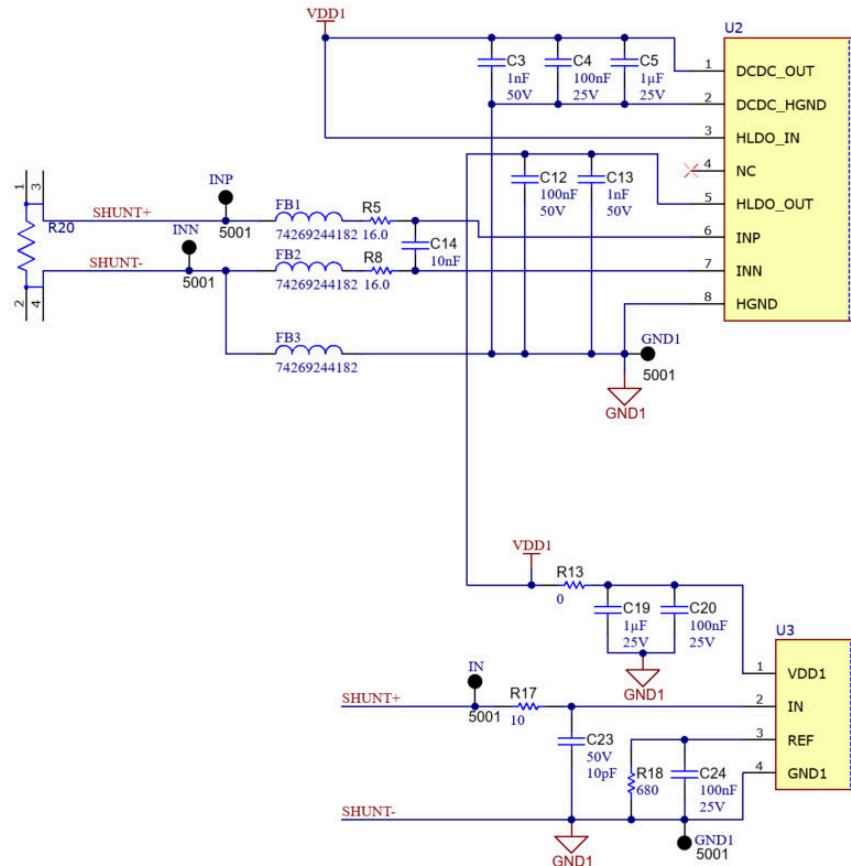 VDD1
U2
C3
1nF
50V
C4
100nF
25V
C5
1µF
25V
1
DCDC_OUT
2
DCDC_HGND
3
HLDO_IN
4
NC
5
HLDO_OUT
6
INP
7
INN
8
HGND
C12
100nF
50V
C13
1nF
50V
1
3
R20
2
4
SHUNT+
INP
5001
FB1
74269244182
R5
16.0
C14
10nF
INN
SHUNT-
5001
FB2
74269244182
R8
16.0
FB3
74269244182
GND1
5001
GND1
VDD1
R13
0
C19
1µF
25V
C20
100nF
25V
GND1
U3
1
VDD1
2
IN
3
REF
4
GND1
IN
SHUNT+
5001
R17
10
C23
50V
10pF
R18
680
C24
100nF
25V
SHUNT-
GND1
GND1
5001